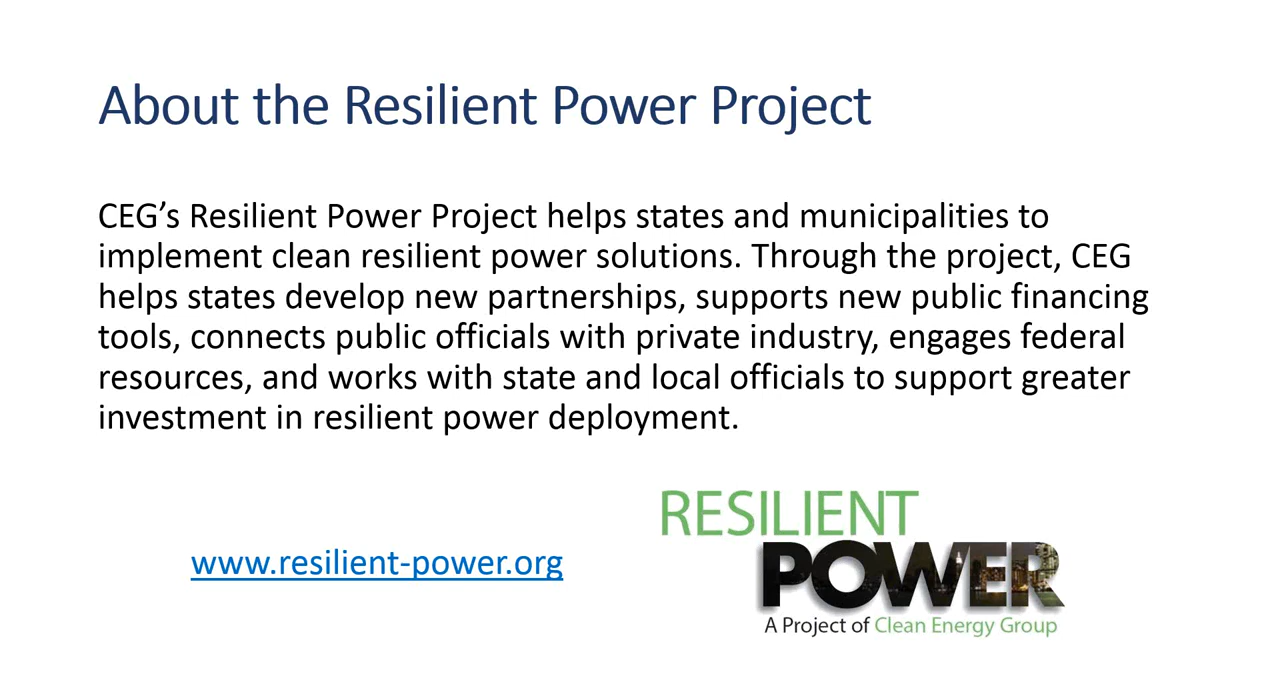 About the Resilient Power Project
CEG’s Resilient Power Project helps states and municipalities to
implement clean resilient power solutions. Through the project, CEG
helps states develop new partnerships, supports new public financing
tools, connects public officials with private industry, engages federal
resources, and works with state and local officials to support greater
investment in resilient power deployment.
www.resilient-power.org
RESILIENT
POWER
A Project of Clean Energy Group